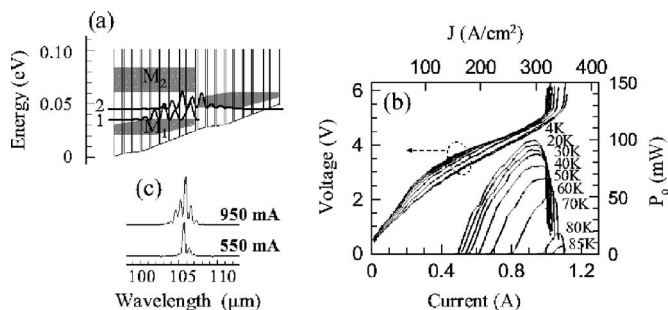 (a)
0.10
0.05
0
Energy (eV)
M2
2
1
M1
(c)
950 mA
550 mA
100 105 110
Wavelength (μm)
J (A/cm²)
0 100 200 300 400
(b)
6
4
2
0
Voltage (V)
150
100
50
0
Po (mW)
4K
20K
30K
40K
50K
60K
70K
80K
85K
0 0.4 0.8 1.2
Current (A)